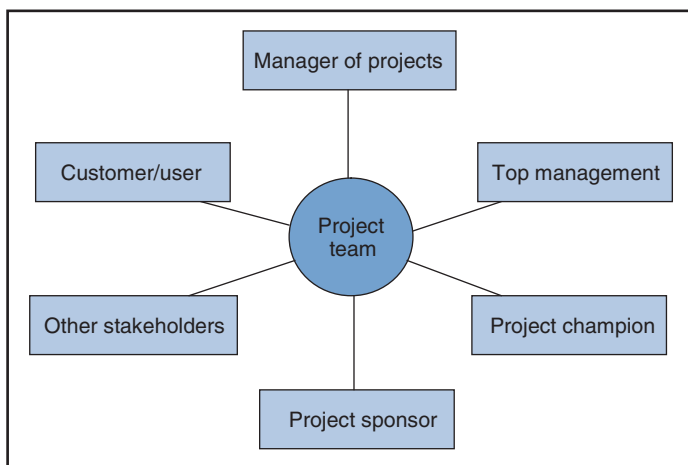 Manager of projects
Customer/user
Top management
Project
team
Other stakeholders
Project champion
Project sponsor